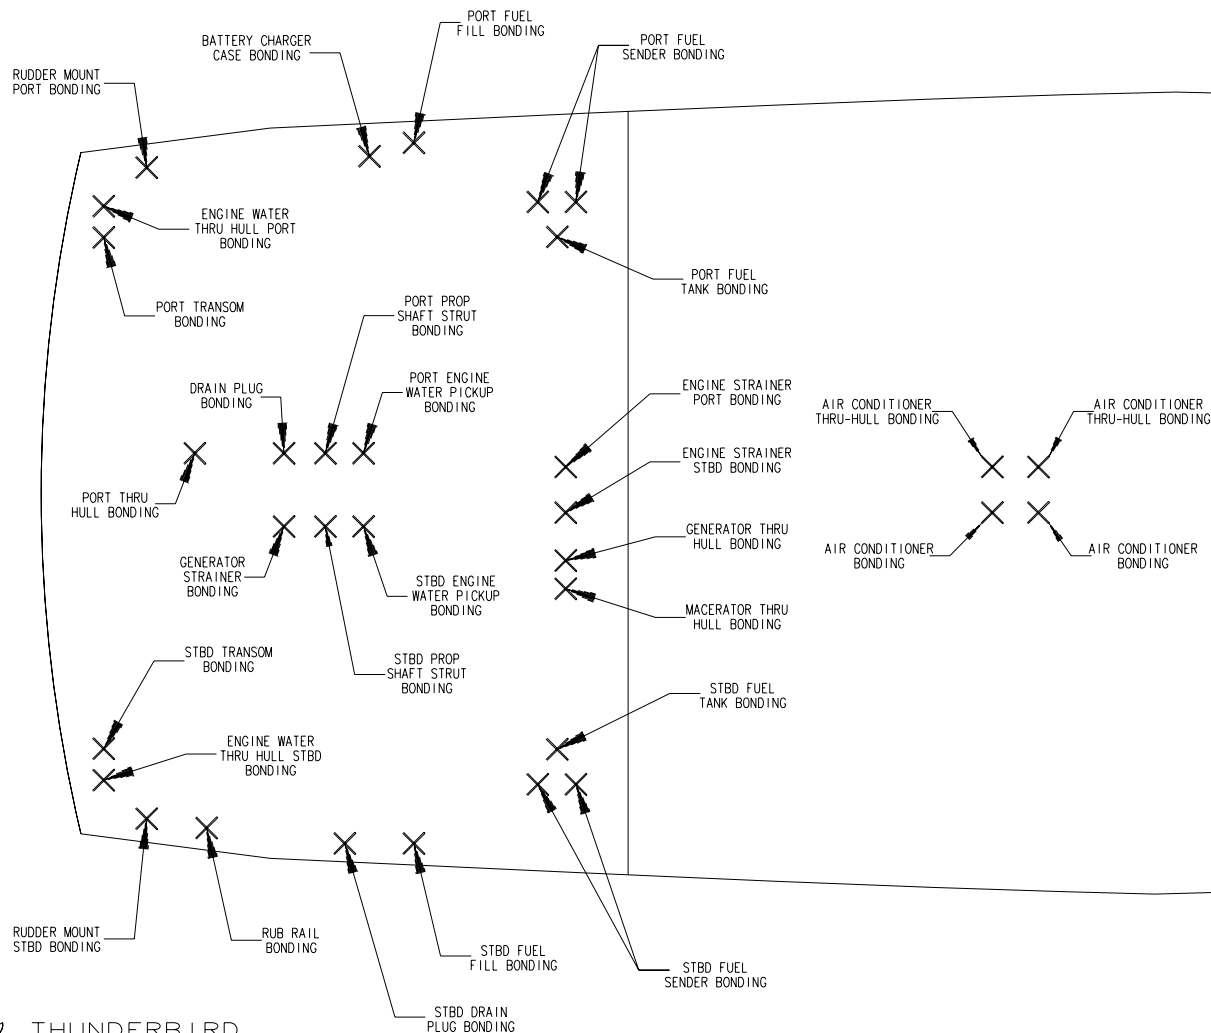 PORT FUEL
FILL BONDING
BATTERY CHARGER
CASE BONDING
PORT FUEL
SENDER BONDING
RUDDER MOUNT
PORT BONDING
ENGINE WATER
THRU HULL PORT
BONDING
PORT FUEL
TANK BONDING
PORT TRANSOM
BONDING
PORT PROP
SHAFT STRUT
BONDING
DRAIN PLUG
BONDING
PORT ENGINE
WATER PICKUP
BONDING
ENGINE STRAINER
PORT BONDING
AIR CONDITIONER
THRU-HULL BONDING
AIR CONDITIONER
THRU-HULL BONDING
ENGINE STRAINER
STBD BONDING
PORT THRU
HULL BONDING
GENERATOR THRU
HULL BONDING
AIR CONDITIONER
BONDING
AIR CONDITIONER
BONDING
GENERATOR
STRAINER
BONDING
STBD ENGINE
WATER PICKUP
BONDING
MACERATOR THRU
HULL BONDING
STBD TRANSOM
BONDING
STBD PROP
SHAFT STRUT
BONDING
STBD FUEL
TANK BONDING
ENGINE WATER
THRU HULL STBD
BONDING
RUDDER MOUNT
STBD BONDING
RUB RAIL
BONDING
STBD FUEL
FILL BONDING
STBD FUEL
SENDER BONDING
STBD DRAIN
PLUG BONDING
THUNDERBIRD